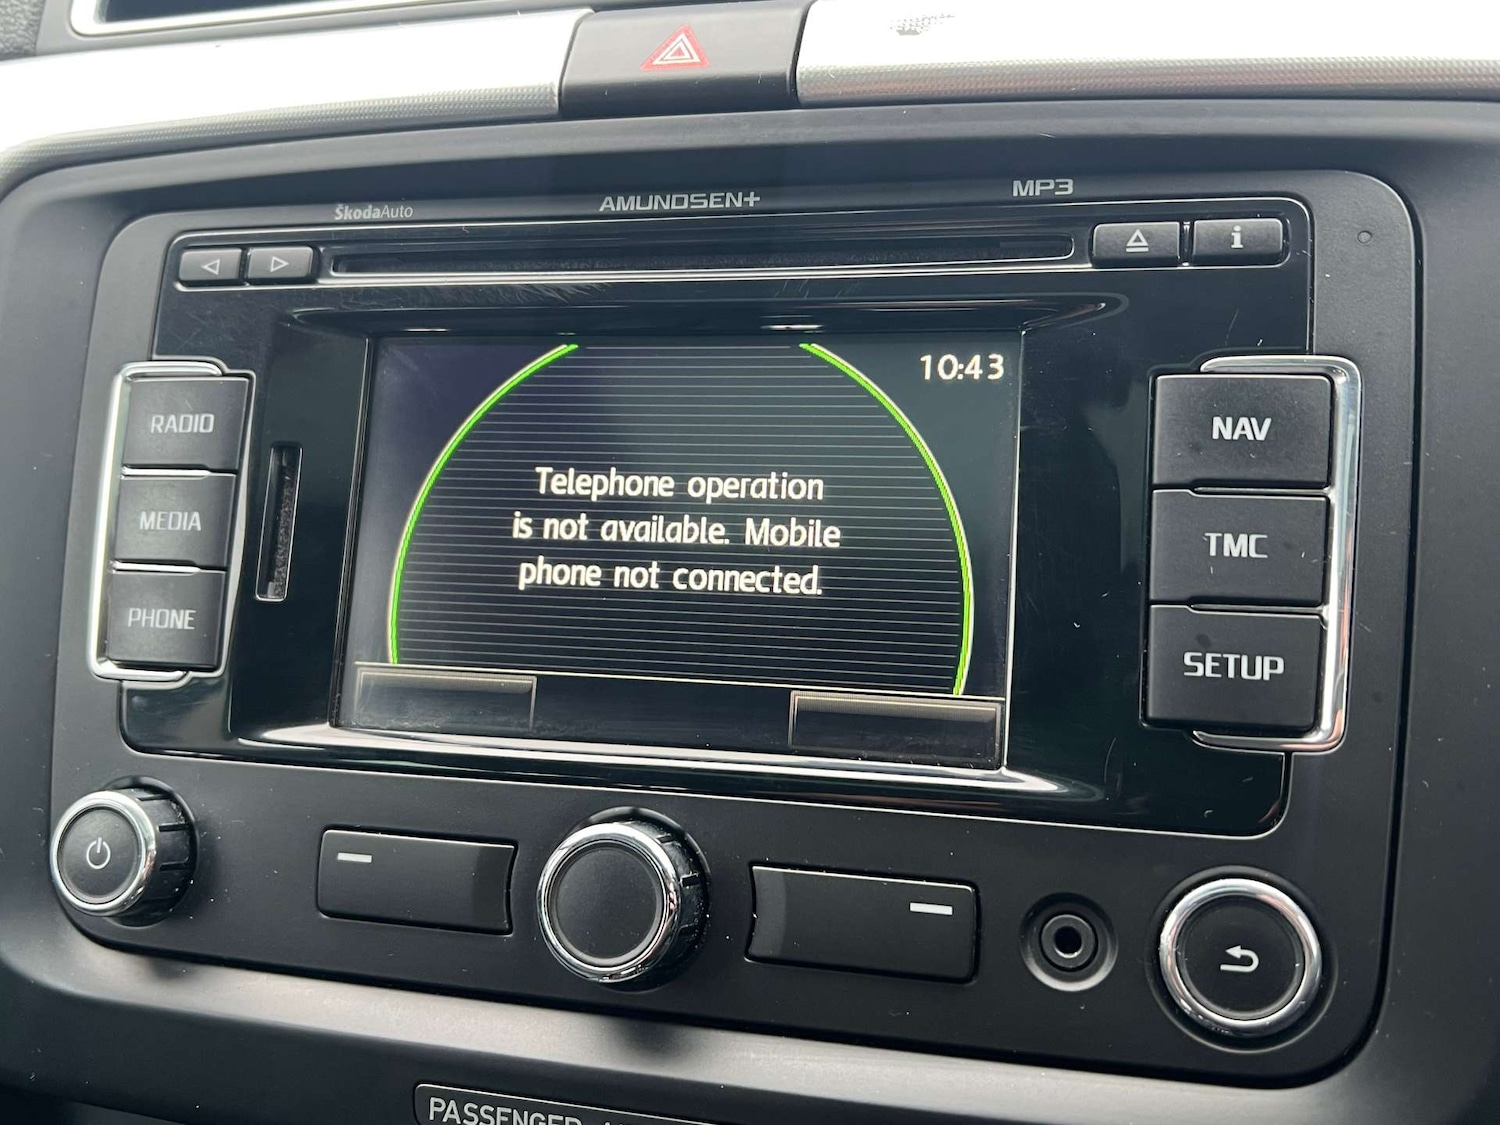 ŠkodaAuto
AMUNDSEN+
MP3
i
RADIO
MEDIA
PHONE
10:43
Telephone operation
is not available. Mobile
phone not connected.
NAV
TMC
SETUP
PASSENGER